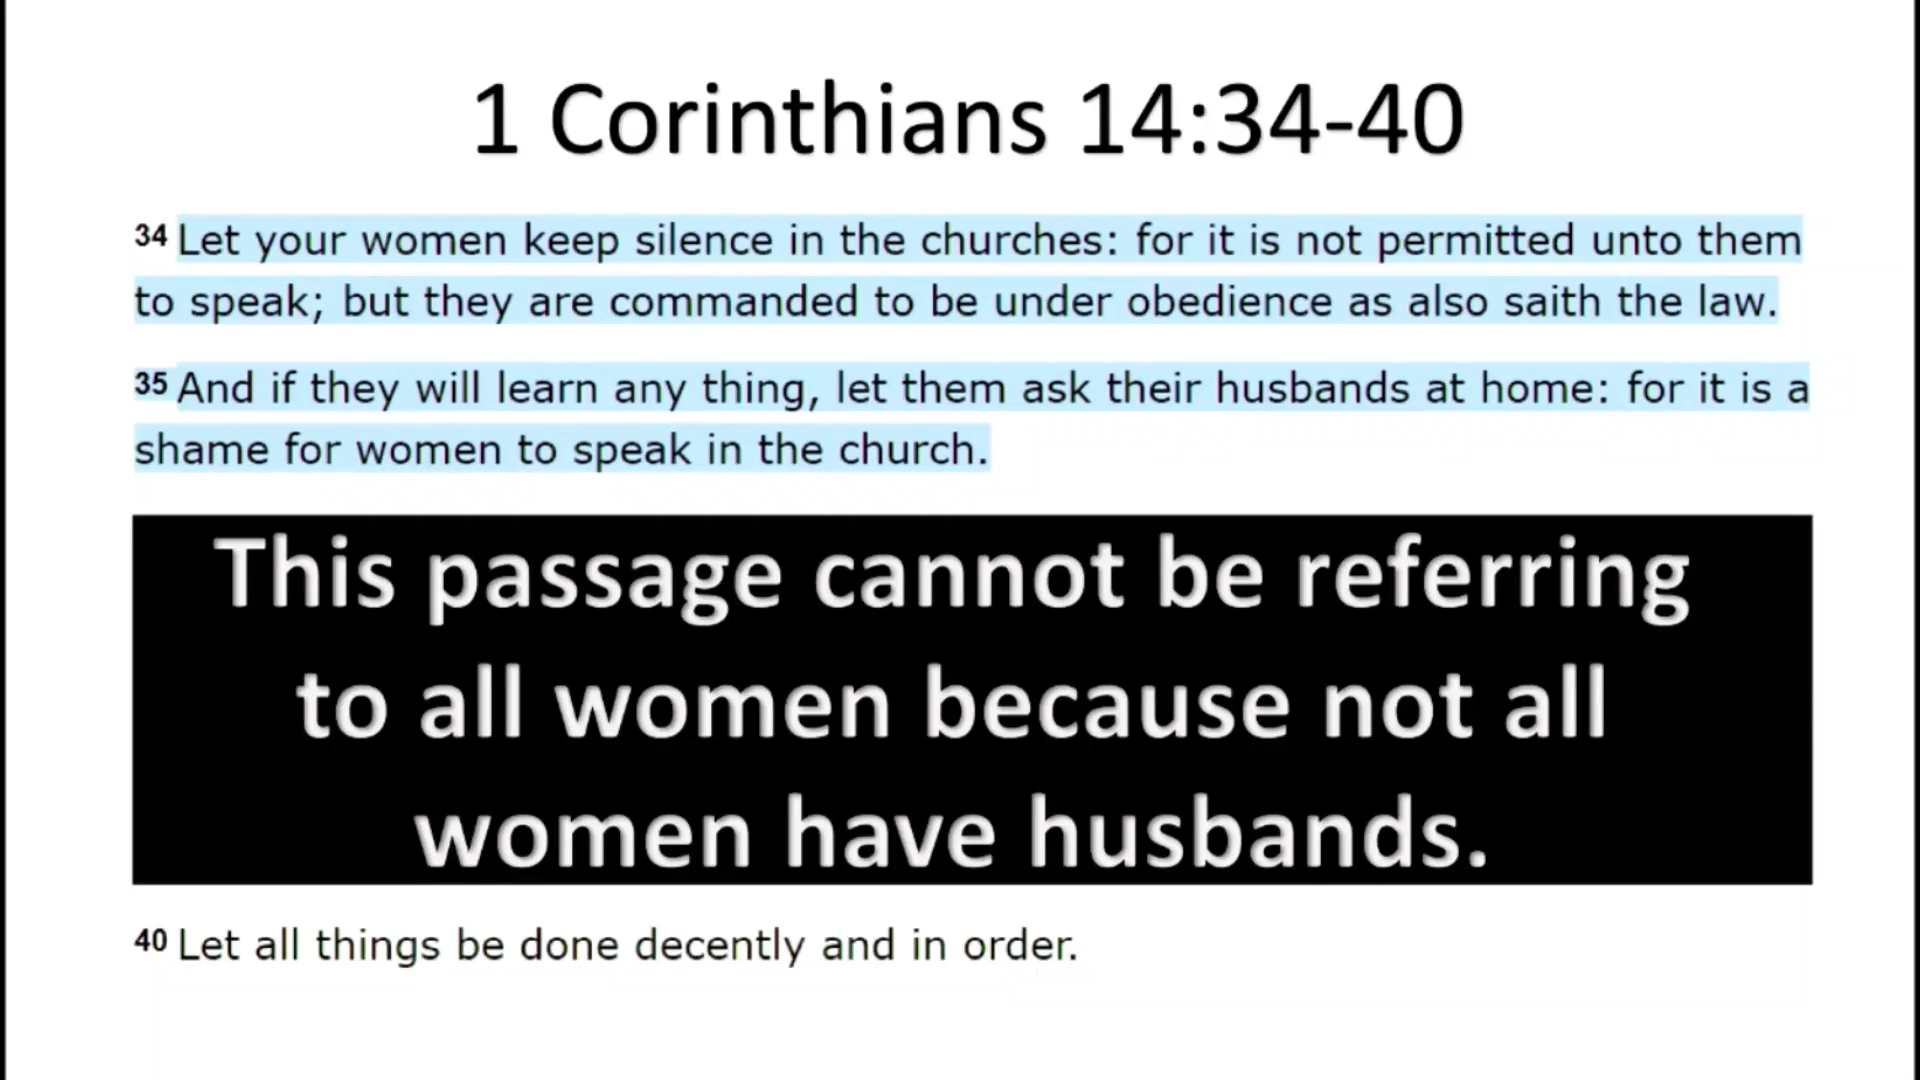 1 Corinthians 14:34-40
34 Let your women keep silence in the churches: for it is not permitted unto them
to speak; but they are commanded to be under obedience as also saith the law.
35 And if they will learn any thing, let them ask their husbands at home: for it is a
shame for women to speak in the church.
This passage cannot be referring
to all women because not all
women have husbands.
40 Let all things be done decently and in order.